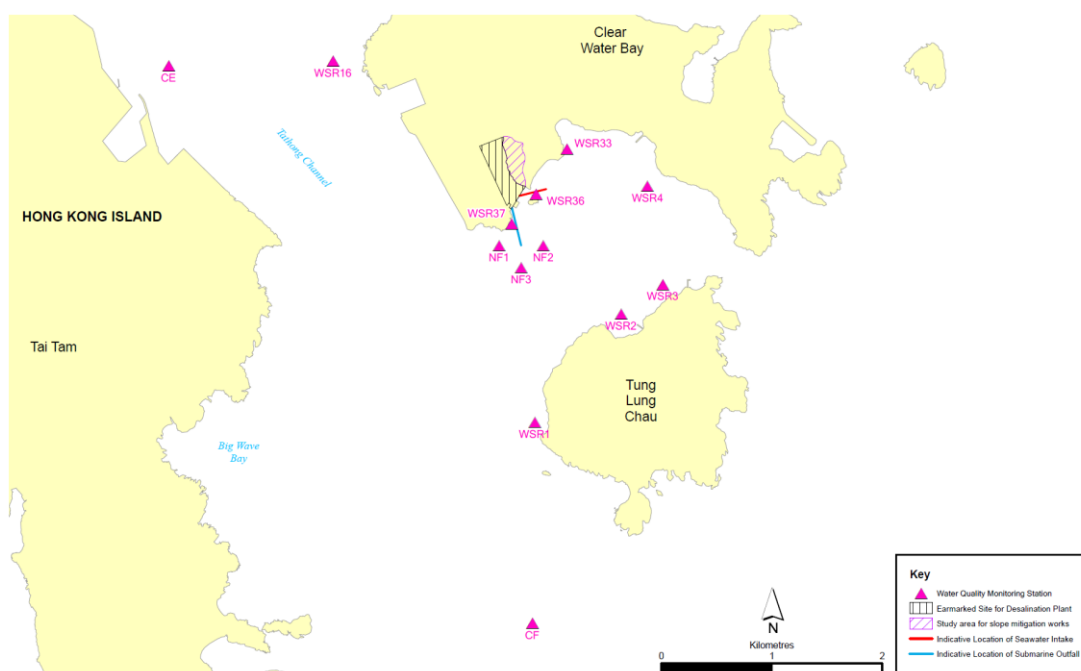 Clear
Water Bay
CE
WSR16
Tathong Channel
WSR33
WSR4
WSR36
HONG KONG ISLAND
WSR37
NF1
NF2
NF3
WSR3
WSR2
Tai Tam
Tung
Lung
Chau
WSR1
Big Wave
Bay
CF
N
Kilometres
0 1 2
Key
Water Quality Monitoring Station
Earmarked Site for Desalination Plant
Study area for slope mitigation works
Indicative Location of Seawater Intake
Indicative Location of Submarine Outfall